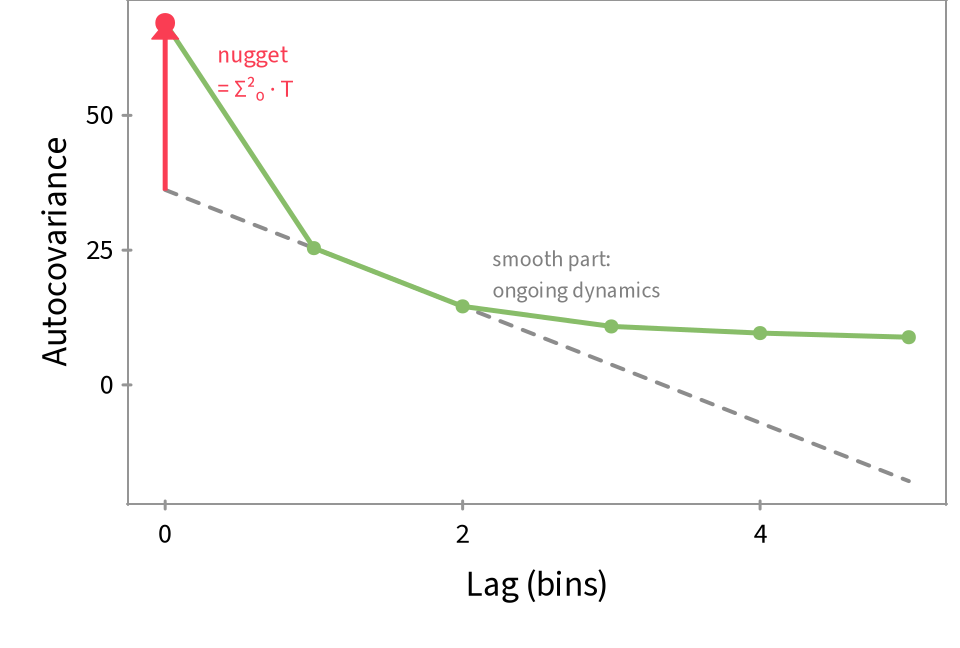 nugget
= Σ²ₒ · T
50
25
0
Autocovariance
smooth part:
ongoing dynamics
0
2
4
Lag (bins)